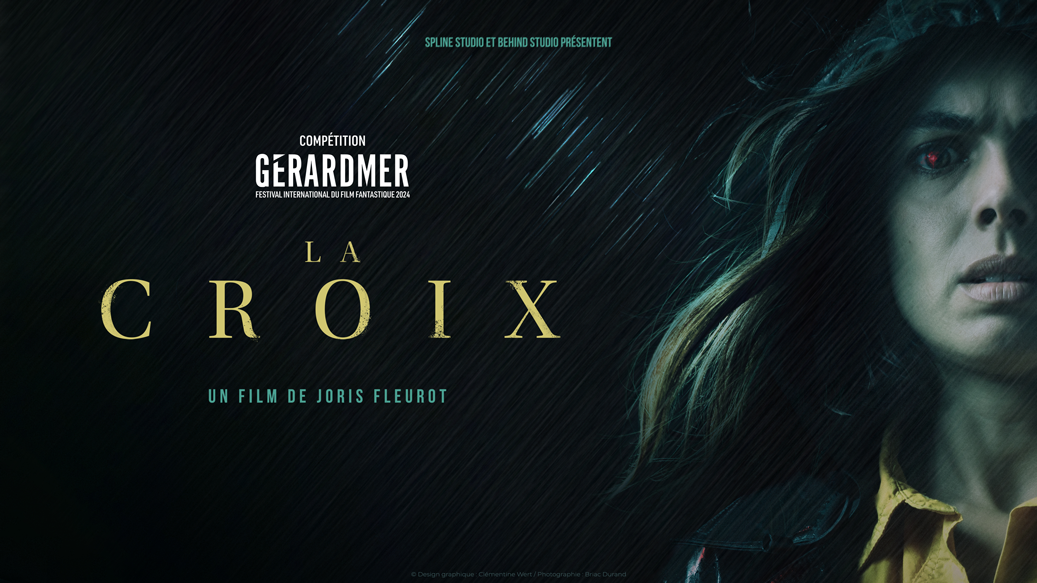 SPLINE STUDIO ET BEHIND STUDIO PRÉSENTENT
COMPÉTITION
GÉRARDMER
FESTIVAL INTERNATIONAL DU FILM FANTASTIQUE 2024
LA
CROIX
UN FILM DE JORIS FLEUROT
© Design graphique : Clémentine Wert / Photographie : Briac Durand